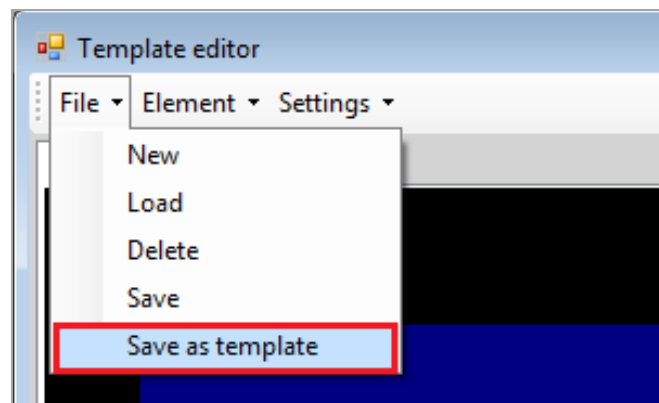 Template editor
File Element Settings
New
Load
Delete
Save
Save as template